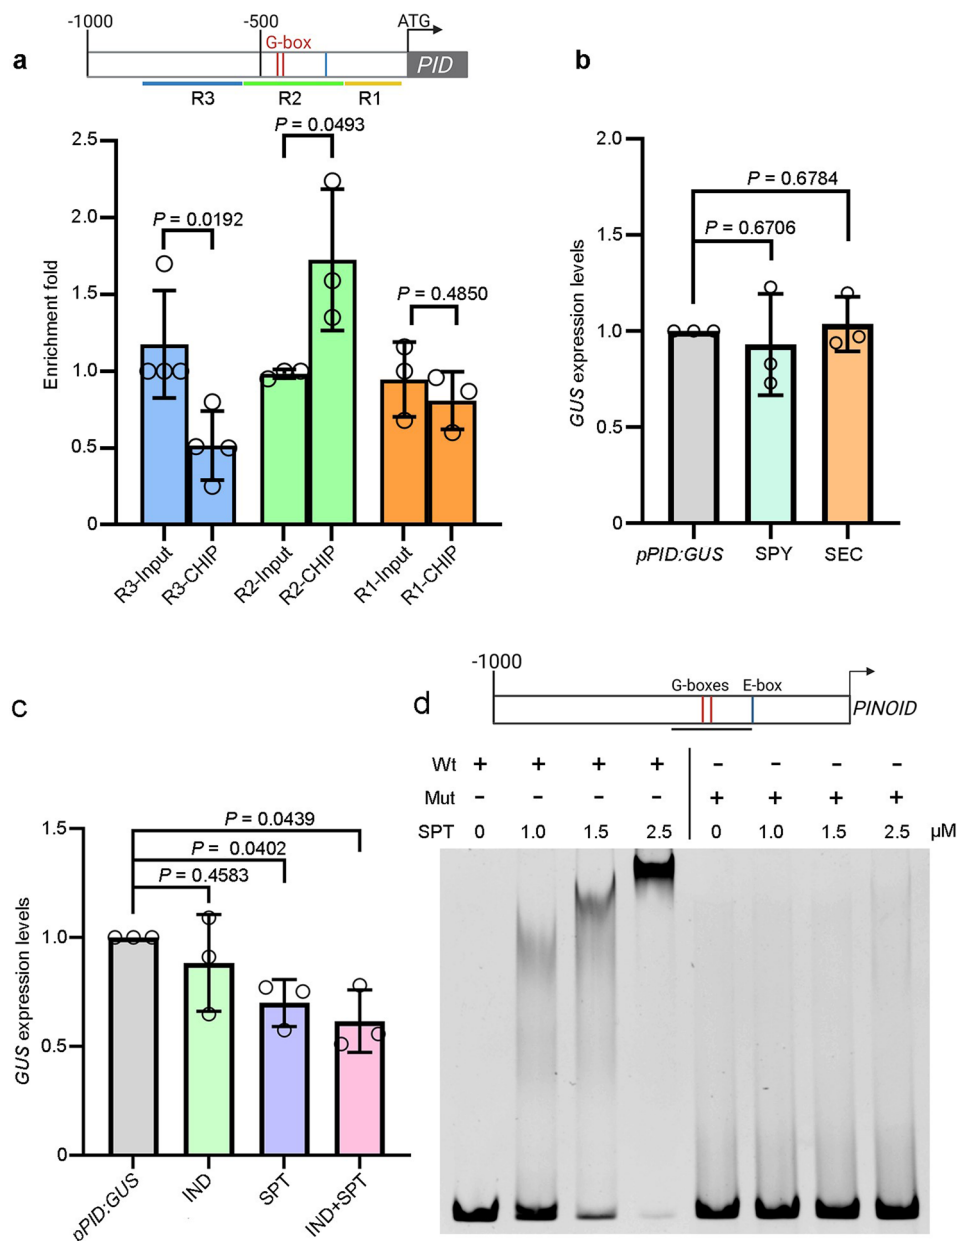 a
-1000 -500 ATG
G-box
PID
R3 R2 R1
P = 0.0493
P = 0.0192
P = 0.4850
2.5
2.0
1.5
1.0
0.5
0
Enrichment fold
R3-Input
R3-CHIP
R2-Input
R2-CHIP
R1-Input
R1-CHIP
b
P = 0.6784
P = 0.6706
2.0
1.5
1.0
0.5
0
GUS expression levels
pPID:GUS SPY SEC
c
P = 0.0439
P = 0.0402
P = 0.4583
1.5
1.0
0.5
0
GUS expression levels
pPID:GUS
IND
SPT
IND+SPT
d
-1000
G-boxes E-box
PINOID
Wt + + + + - - - -
Mut - - - - + + + +
SPT 0 1.0 1.5 2.5 0 1.0 1.5 2.5 µM